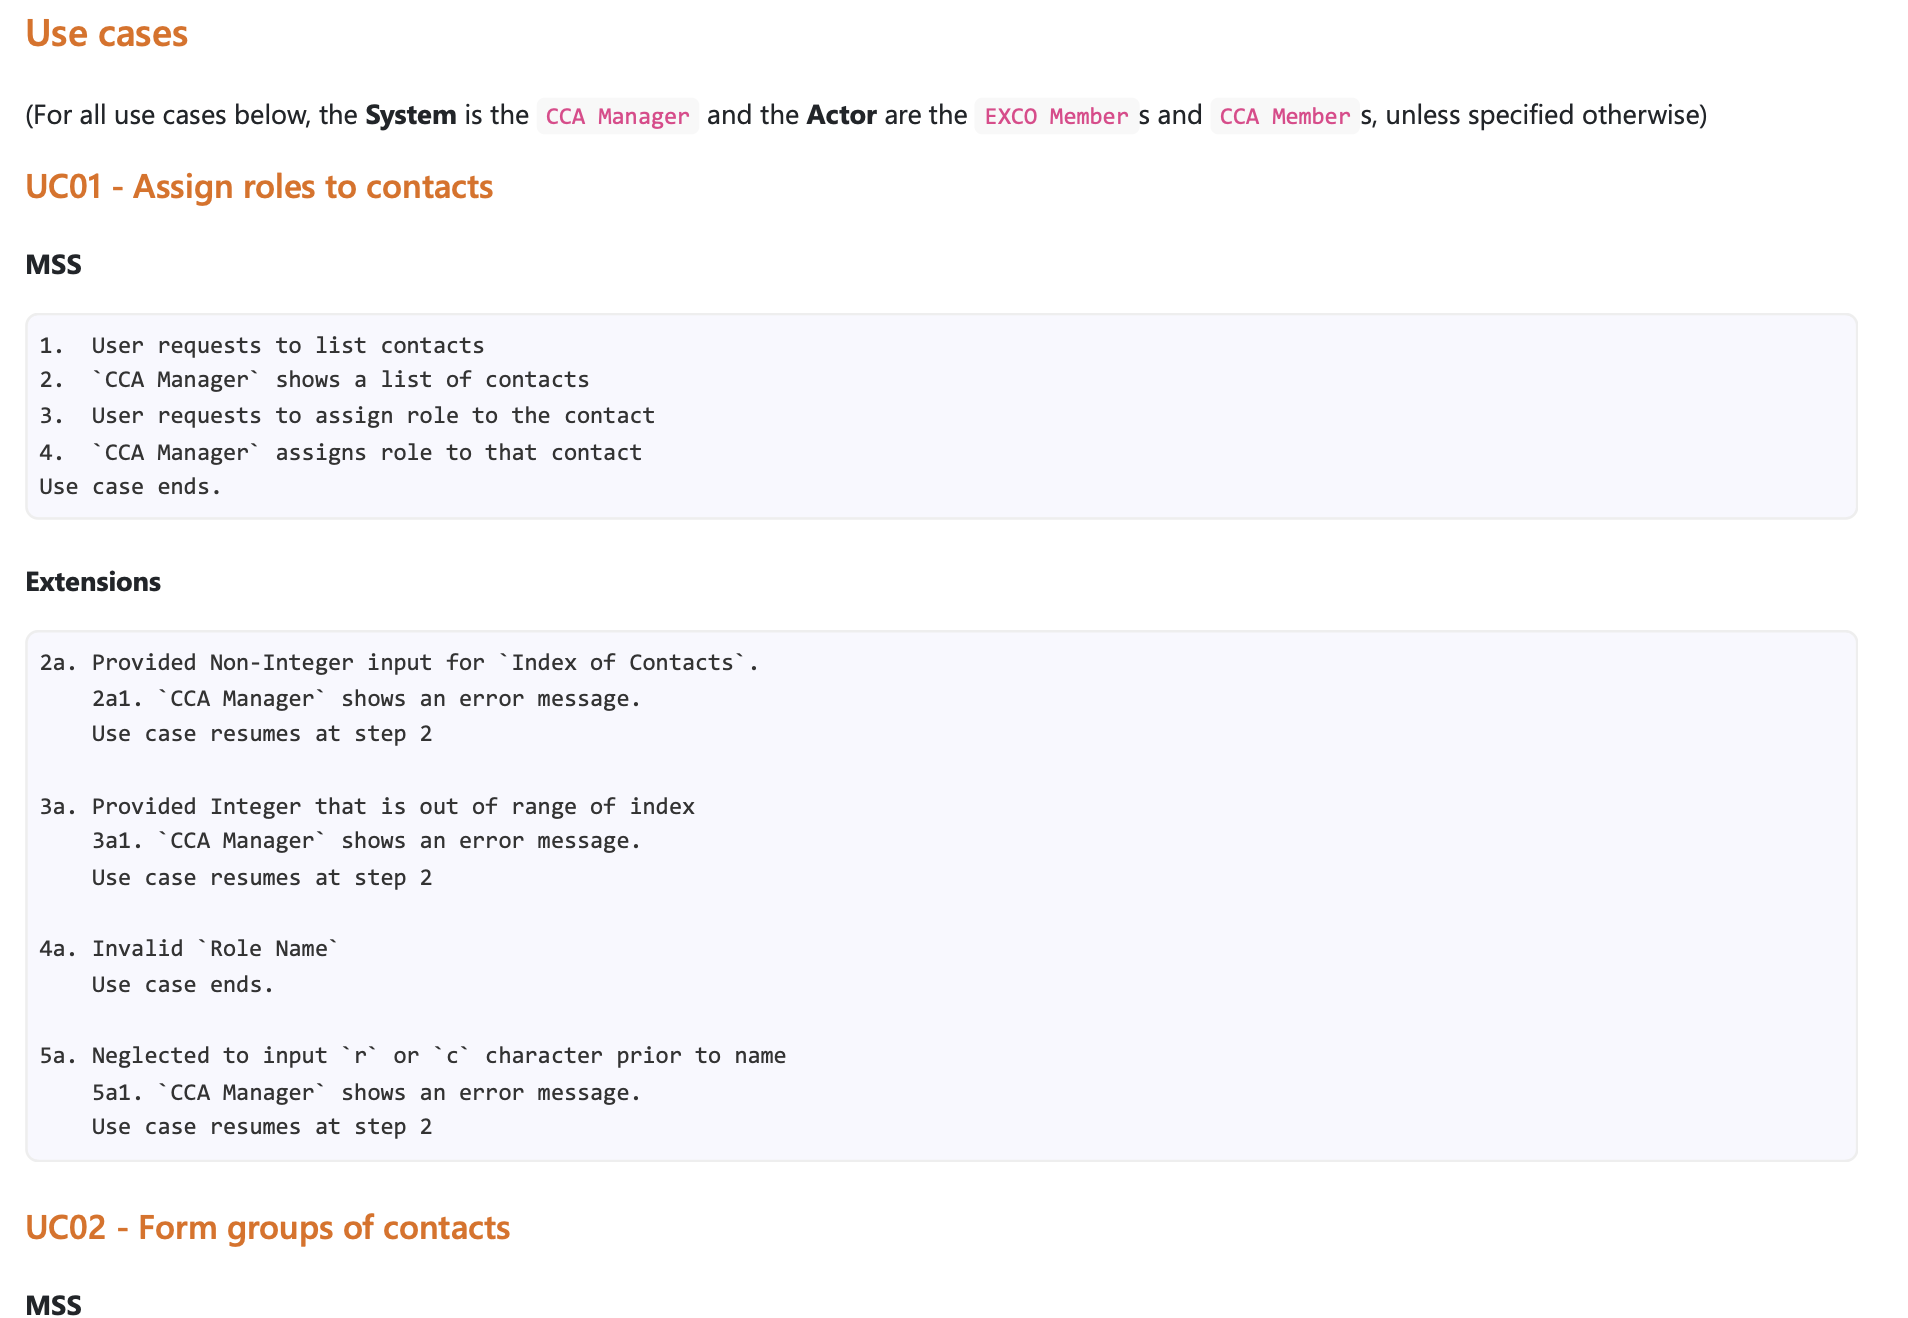 Use cases
(For all use cases below, the System is the CCA Manager and the Actor are the EXCO Member s and CCA Member s, unless specified otherwise)
UC01 - Assign roles to contacts
MSS
1.  User requests to list contacts
2.  `CCA Manager` shows a list of contacts
3.  User requests to assign role to the contact
4.  `CCA Manager` assigns role to that contact
Use case ends.
Extensions
2a. Provided Non-Integer input for `Index of Contacts`.
    2a1. `CCA Manager` shows an error message.
    Use case resumes at step 2
3a. Provided Integer that is out of range of index
    3a1. `CCA Manager` shows an error message.
    Use case resumes at step 2
4a. Invalid `Role Name`
    Use case ends.
5a. Neglected to input `r` or `c` character prior to name
    5a1. `CCA Manager` shows an error message.
    Use case resumes at step 2
UC02 - Form groups of contacts
MSS